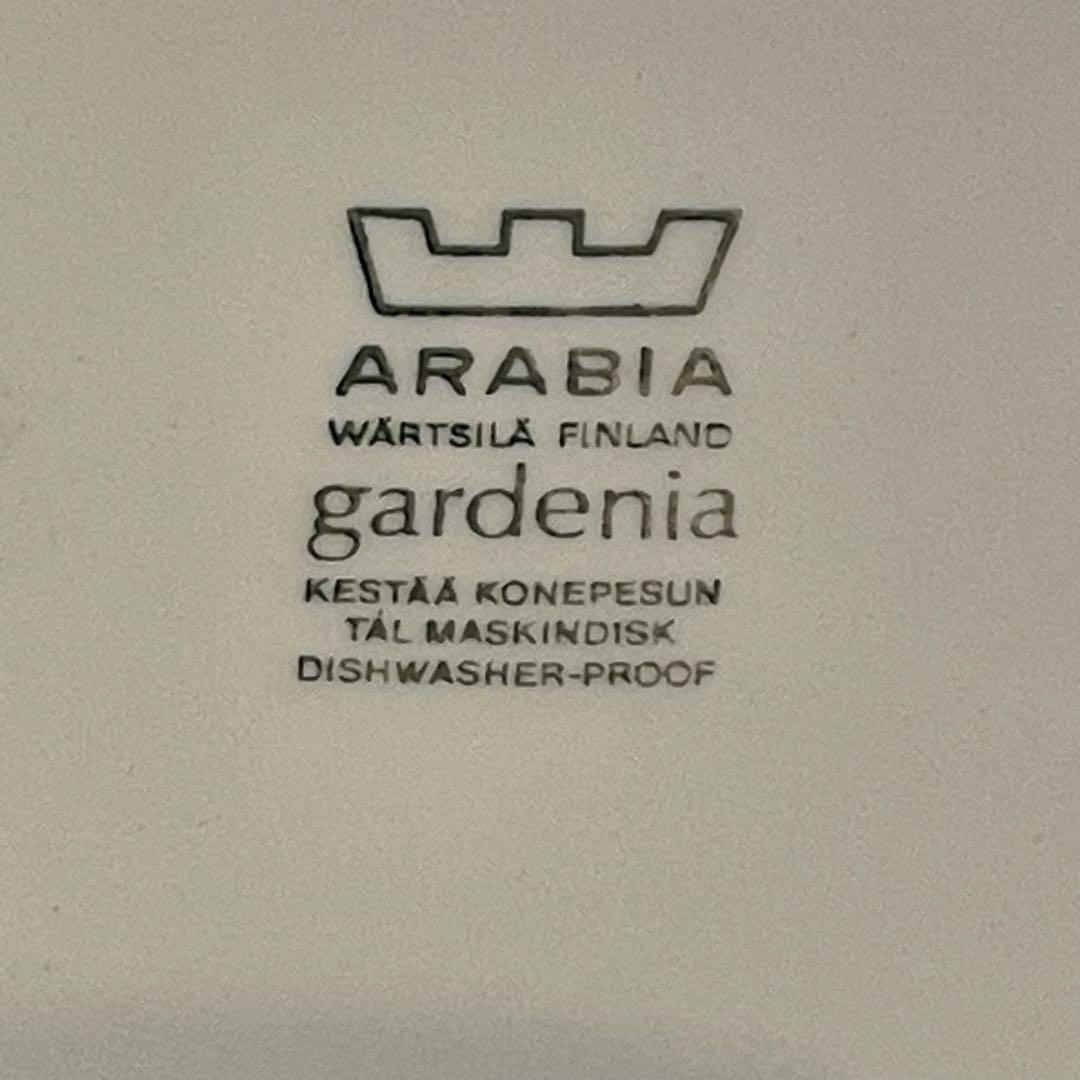 ARABIA
WÄRTSILÄ FINLAND
gardenia
KESTÄÄ KONEPESUN
TÅL MASKINDISK
DISHWASHER-PROOF